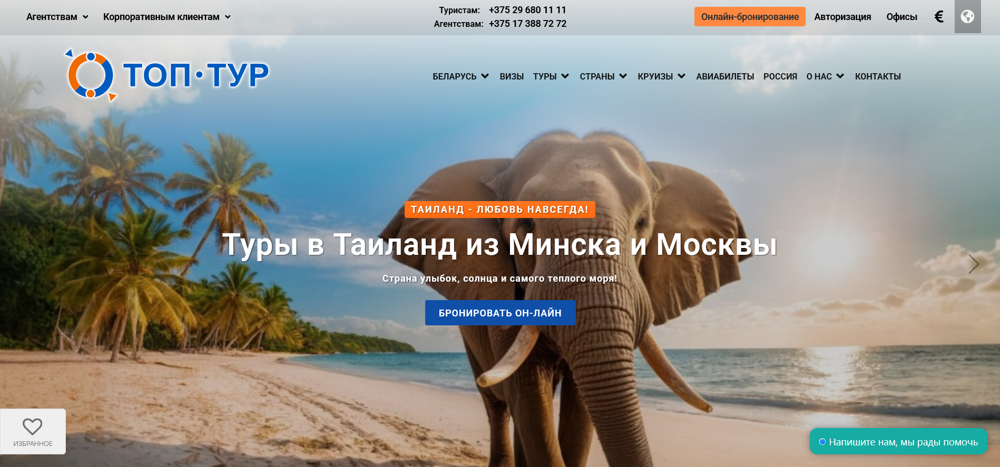 Агентствам
Корпоративным клиентам
Туристам: +375 29 680 11 11
Агентствам: +375 17 388 72 72
Онлайн-бронирование
Авторизация
Офисы
€
ТОП•ТУР
БЕЛАРУСЬ
ВИЗЫ
ТУРЫ
СТРАНЫ
КРУИЗЫ
АВИАБИЛЕТЫ
РОССИЯ
О НАС
КОНТАКТЫ
ТАИЛАНД - ЛЮБОВЬ НАВСЕГДА!
Туры в Таиланд из Минска и Москвы
Страна улыбок, солнца и самого теплого моря!
БРОНИРОВАТЬ ОН-ЛАЙН
ИЗБРАННОЕ
Напишите нам, мы рады помочь